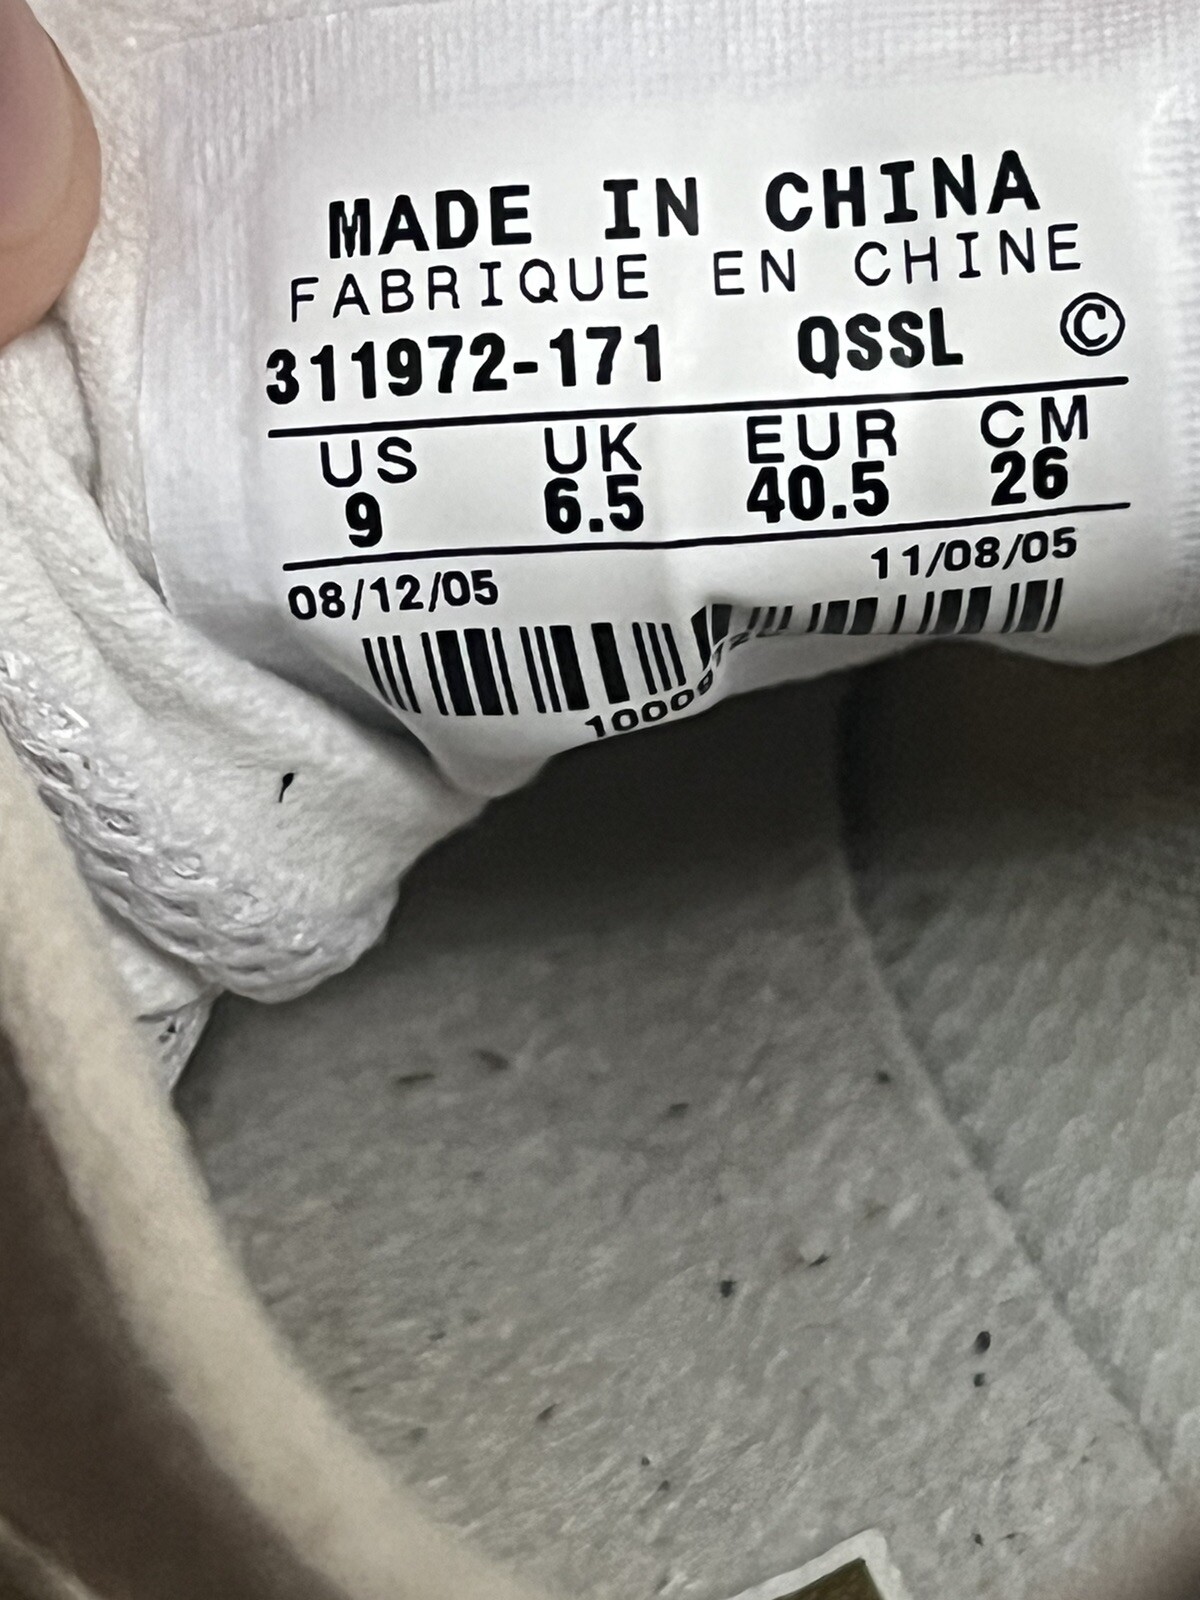 MADE IN CHINA
FABRIQUE EN CHINE
311972-171 QSSL ©
US UK EUR CM
9 6.5 40.5 26
08/12/05 11/08/05